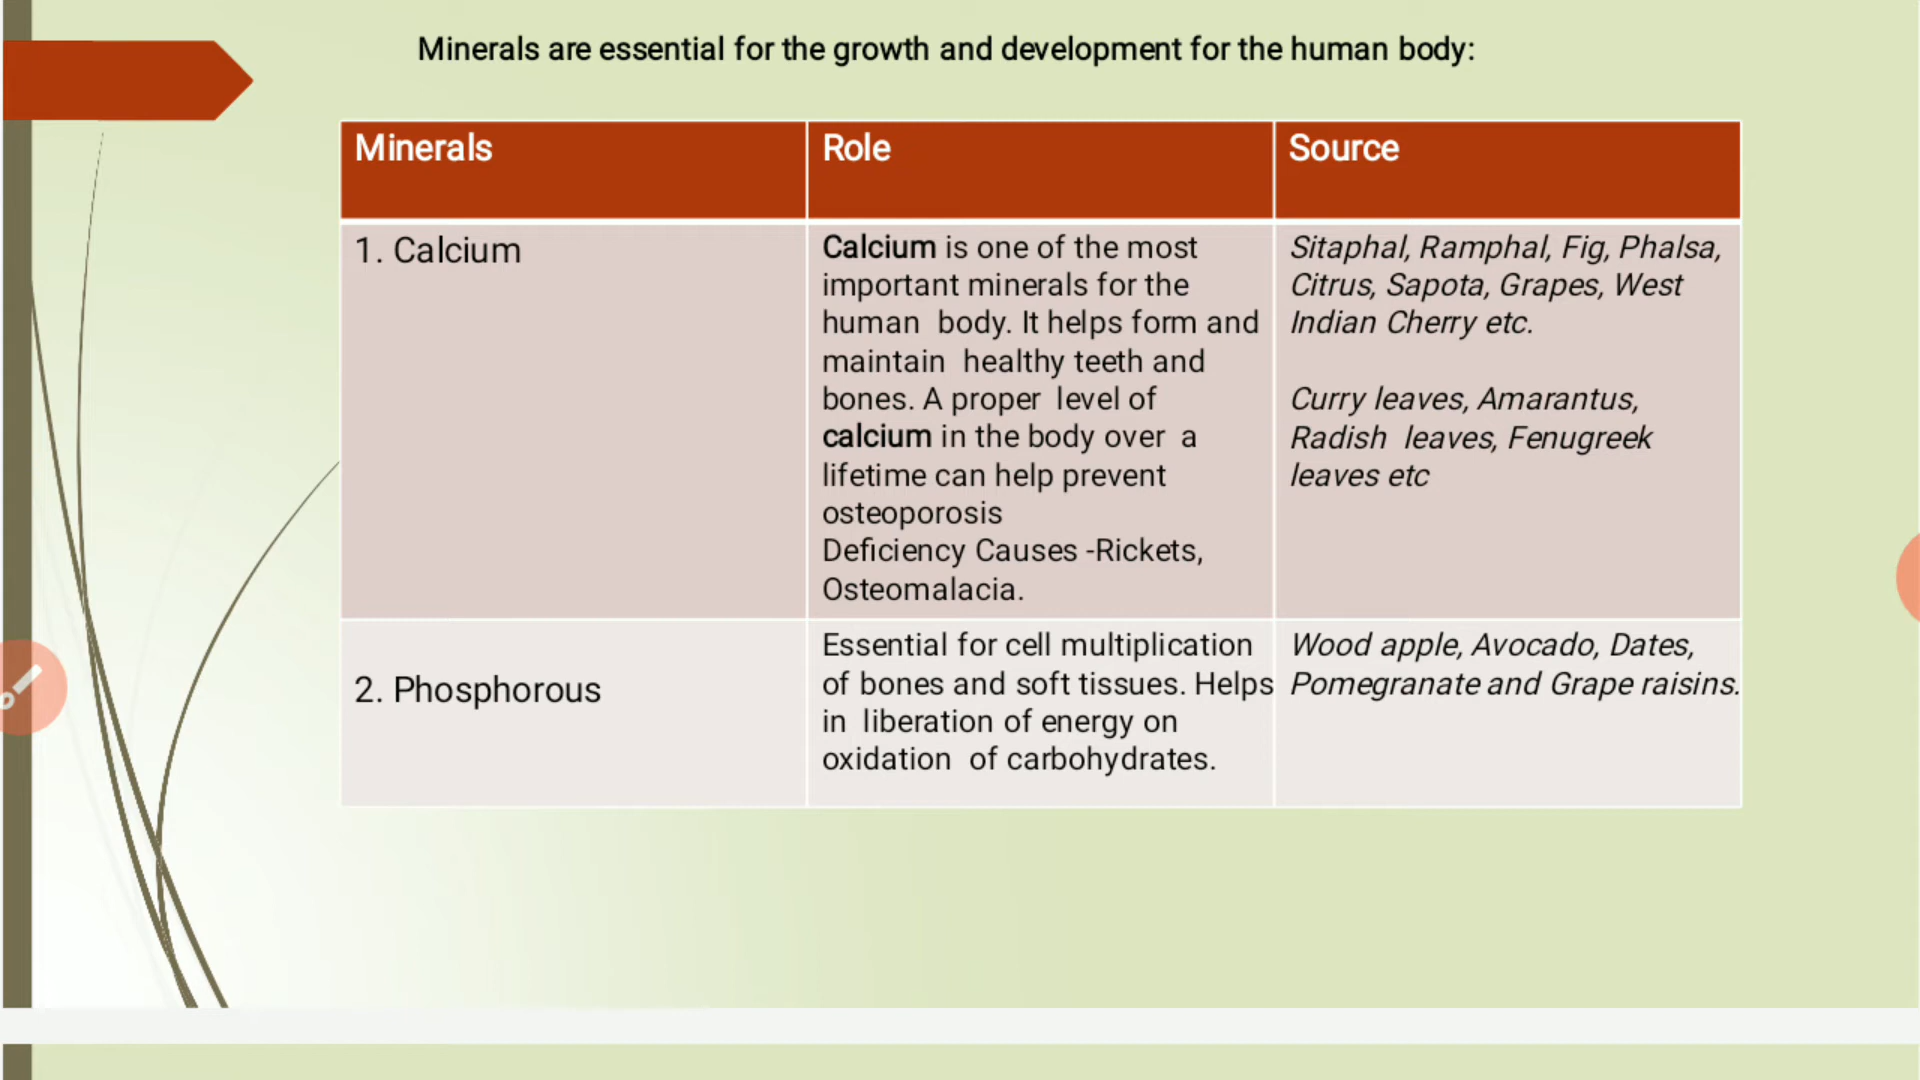 Minerals are essential for the growth and development for the human body:
Minerals
Role
Source
1. Calcium
Calcium is one of the most
important minerals for the
human body. It helps form and
maintain healthy teeth and
bones. A proper level of
calcium in the body over a
lifetime can help prevent
osteoporosis
Deficiency Causes -Rickets,
Osteomalacia.
Sitaphal, Ramphal, Fig, Phalsa,
Citrus, Sapota, Grapes, West
Indian Cherry etc.
Curry leaves, Amarantus,
Radish leaves, Fenugreek
leaves etc
2. Phosphorous
Essential for cell multiplication
of bones and soft tissues. Helps
in liberation of energy on
oxidation of carbohydrates.
Wood apple, Avocado, Dates,
Pomegranate and Grape raisins.